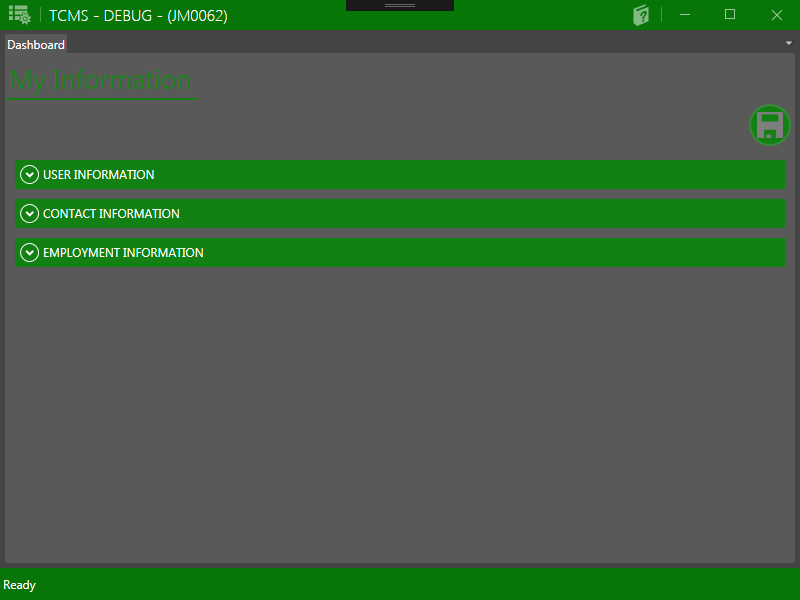 TCMS - DEBUG - (JM0062)
Dashboard
My Information
USER INFORMATION
CONTACT INFORMATION
EMPLOYMENT INFORMATION
Ready